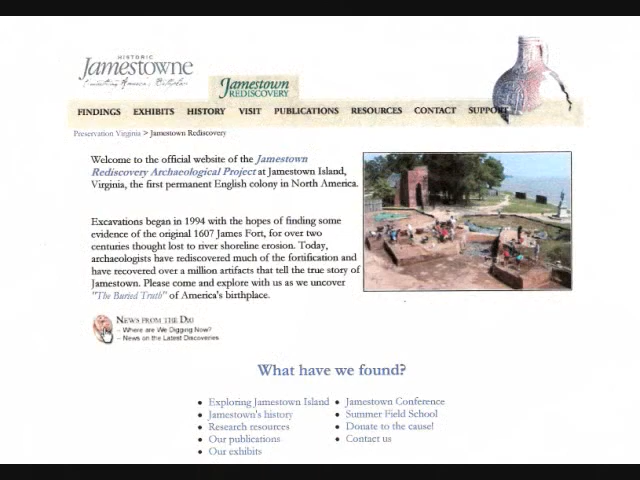 HISTORIC
Jamestowne
Jamestown
REDISCOVERY
FINDINGS EXHIBITS HISTORY VISIT PUBLICATIONS RESOURCES CONTACT SUPPORT
Preservation Virginia > Jamestown Rediscovery
Welcome to the official website of the Jamestown
Rediscovery Archaeological Project at Jamestown Island,
Virginia, the first permanent English colony in North America.
Excavations began in 1994 with the hopes of finding some
evidence of the original 1607 James Fort, for over two
centuries thought lost to river shoreline erosion. Today,
archaeologists have rediscovered much of the fortification and
have recovered over a million artifacts that tell the true story of
Jamestown. Please come and explore with us as we uncover
"The Buried Truth" of America's birthplace.
NEWS FROM THE DIG
– Where are We Digging Now?
– News on the Latest Discoveries
What have we found?
• Exploring Jamestown Island
• Jamestown's history
• Research resources
• Our publications
• Our exhibits
• Jamestown Conference
• Summer Field School
• Donate to the cause!
• Contact us